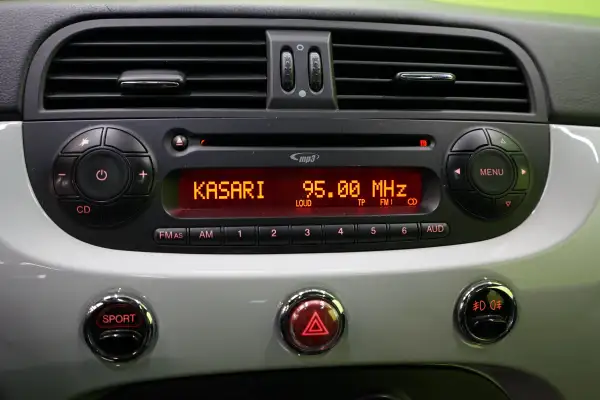 mp3
KASARI 95.00 MHz
LOUD TP FM1 CD
− + MENU
CD
FM AS AM 1 2 3 4 5 6 AUD
SPORT